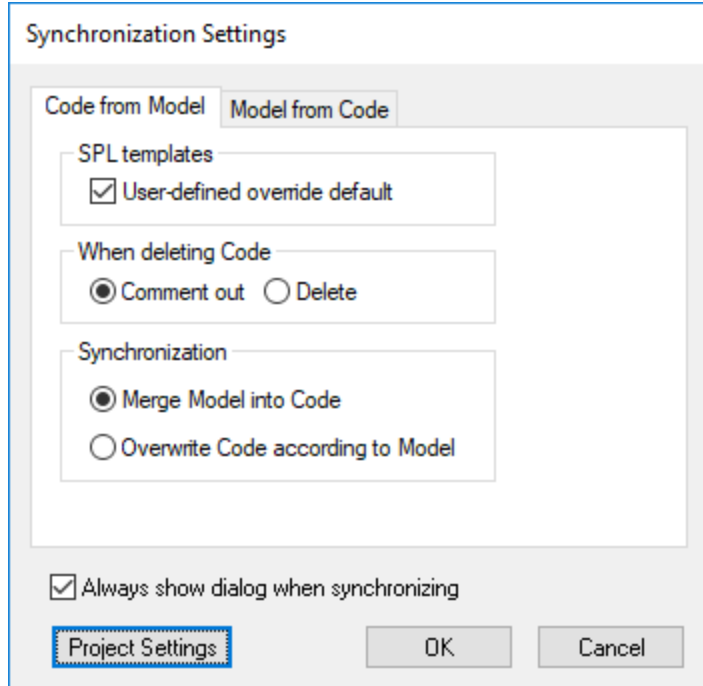 Synchronization Settings
Code from Model Model from Code
SPL templates
User-defined override default
When deleting Code
Comment out Delete
Synchronization
Merge Model into Code
Overwrite Code according to Model
Always show dialog when synchronizing
Project Settings OK Cancel